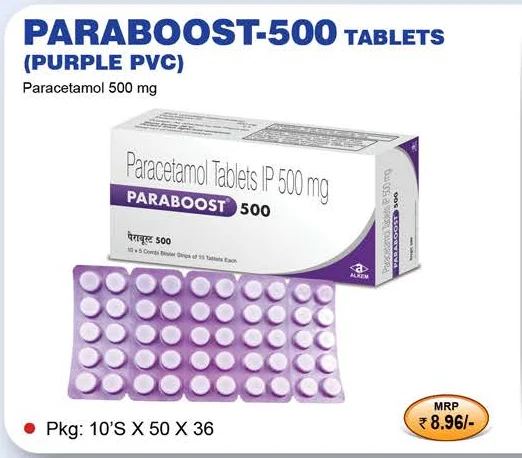 PARABOOST-500 TABLETS
(PURPLE PVC)
Paracetamol 500 mg
Paracetamol Tablets IP 500 mg
PARABOOST® 500
पैराबूस्ट 500
10 x 5 Combi Blister Strips of 10 Tablets Each
ALKEM
Paracetamol Tablets IP 500 mg
PARABOOST 500
Pkg: 10'S X 50 X 36
MRP
₹ 8.96/-